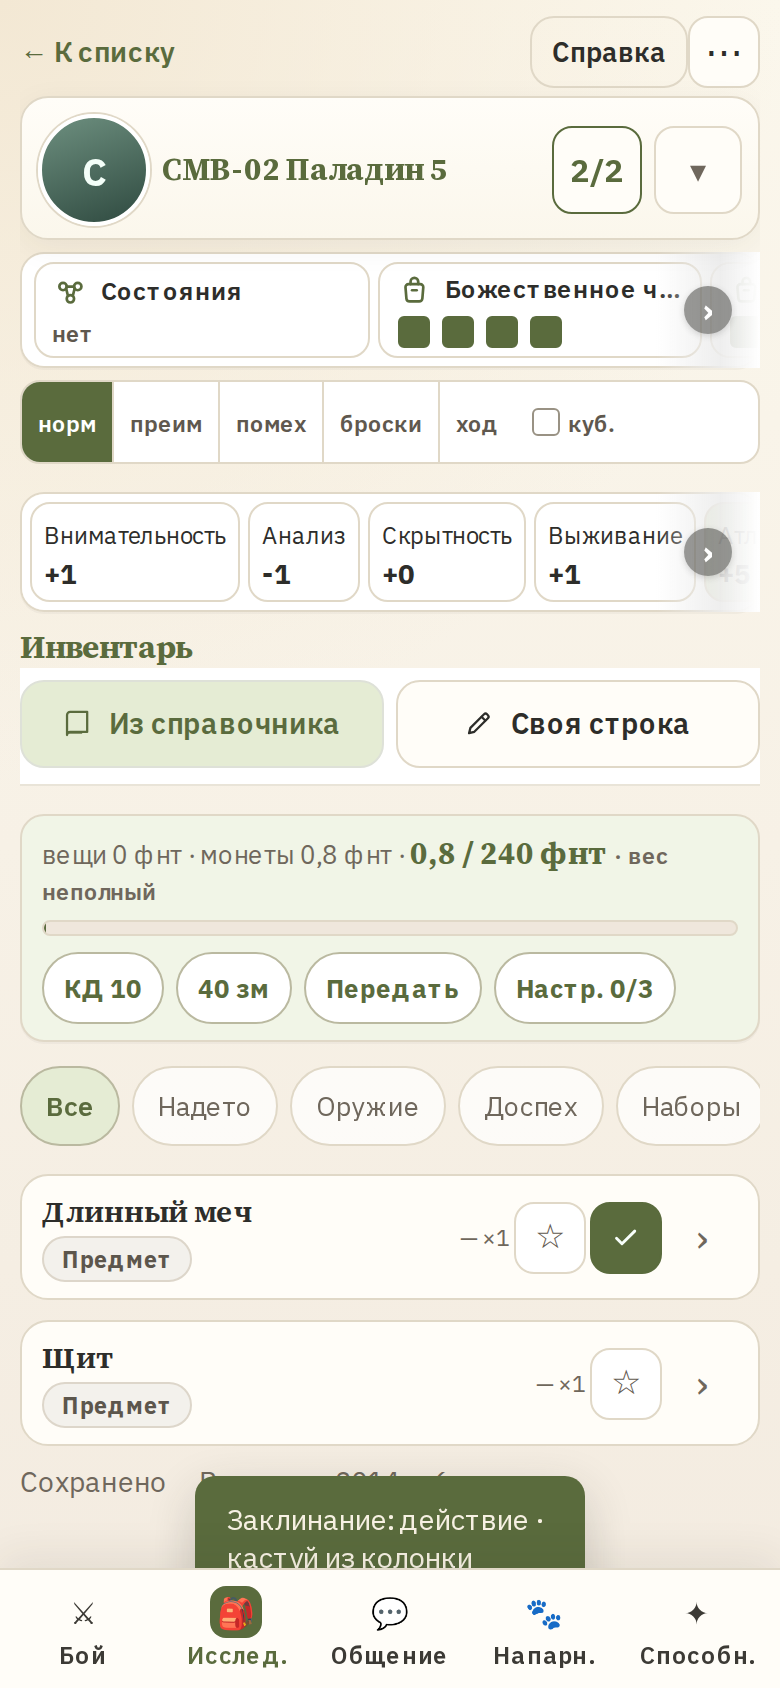 ← К списку
Справка
⋯
С
СМВ-02 Паладин 5
2/2
▼
Состояния
нет
Божественное ч...
›
норм
преим
помех
броски
ход
куб.
Внимательность
+1
Анализ
-1
Скрытность
+0
Выживание
+1
+5
›
Инвентарь
Из справочника
Своя строка
вещи 0 фнт · монеты 0,8 фнт · 0,8 / 240 фнт · вес
неполный
КД 10
40 зм
Передать
Настр. 0/3
Все
Надето
Оружие
Доспех
Наборы
Длинный меч
Предмет
— ×1
☆
✓
›
Щит
Предмет
— ×1
☆
›
Сохранено
Заклинание: действие ·
кастуй из колонки
Бой
Исслед.
Общение
Напарн.
Способн.